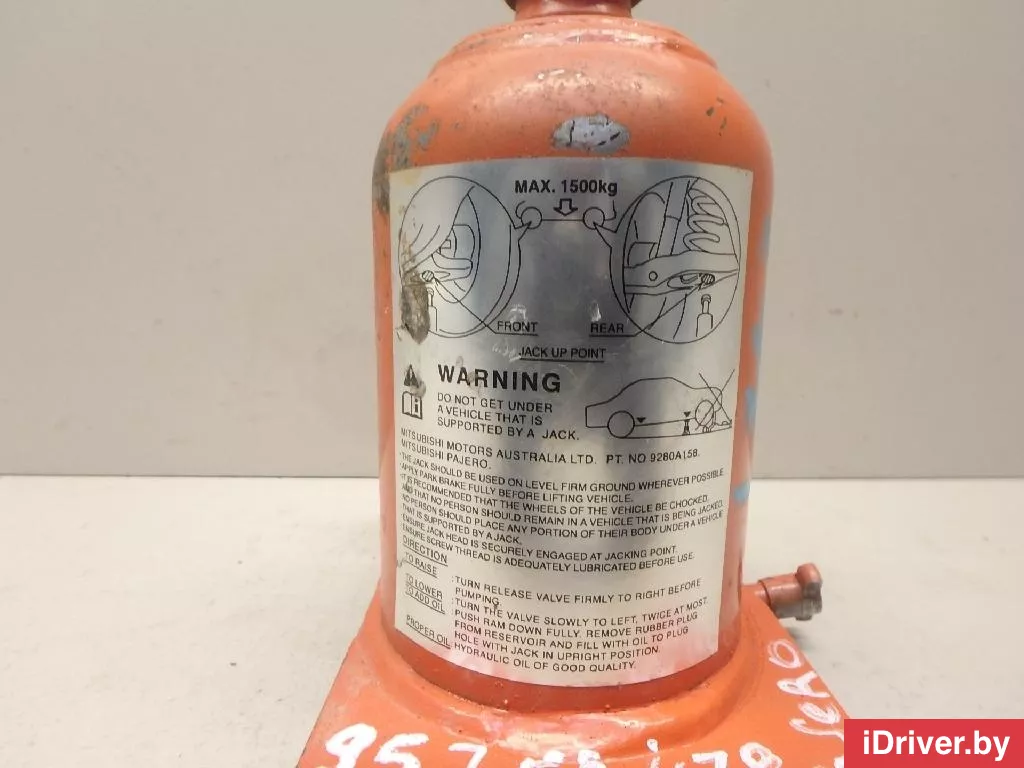 MAX. 1500kg
FRONT
REAR
JACK UP POINT
WARNING
DO NOT GET UNDER
A VEHICLE THAT IS
SUPPORTED BY A JACK.
MITSUBISHI MOTORS AUSTRALIA LTD. PT. NO 9280A158.
MITSUBISHI PAJERO.
·THE JACK SHOULD BE USED ON LEVEL FIRM GROUND WHEREVER POSSIBLE.
·APPLY PARK BRAKE FULLY BEFORE LIFTING VEHICLE.
·IT IS RECOMMENDED THAT THE WHEELS OF THE VEHICLE BE CHOCKED,
AND THAT NO PERSON SHOULD REMAIN IN A VEHICLE THAT IS BEING JACKED.
·NO PERSON SHOULD PLACE ANY PORTION OF THEIR BODY UNDER A VEHICLE
THAT IS SUPPORTED BY A JACK.
·ENSURE JACK HEAD IS SECURELY ENGAGED AT JACKING POINT.
·ENSURE SCREW THREAD IS ADEQUATELY LUBRICATED BEFORE USE.
DIRECTION
TO RAISE :TURN RELEASE VALVE FIRMLY TO RIGHT BEFORE
PUMPING.
TO LOWER :TURN THE VALVE SLOWLY TO LEFT, TWICE AT MOST.
TO ADD OIL :PUSH RAM DOWN FULLY. REMOVE RUBBER PLUG
FROM RESERVOIR AND FILL WITH OIL TO PLUG
HOLE WITH JACK IN UPRIGHT POSITION.
PROPER OIL:HYDRAULIC OIL OF GOOD QUALITY.
iDriver.by